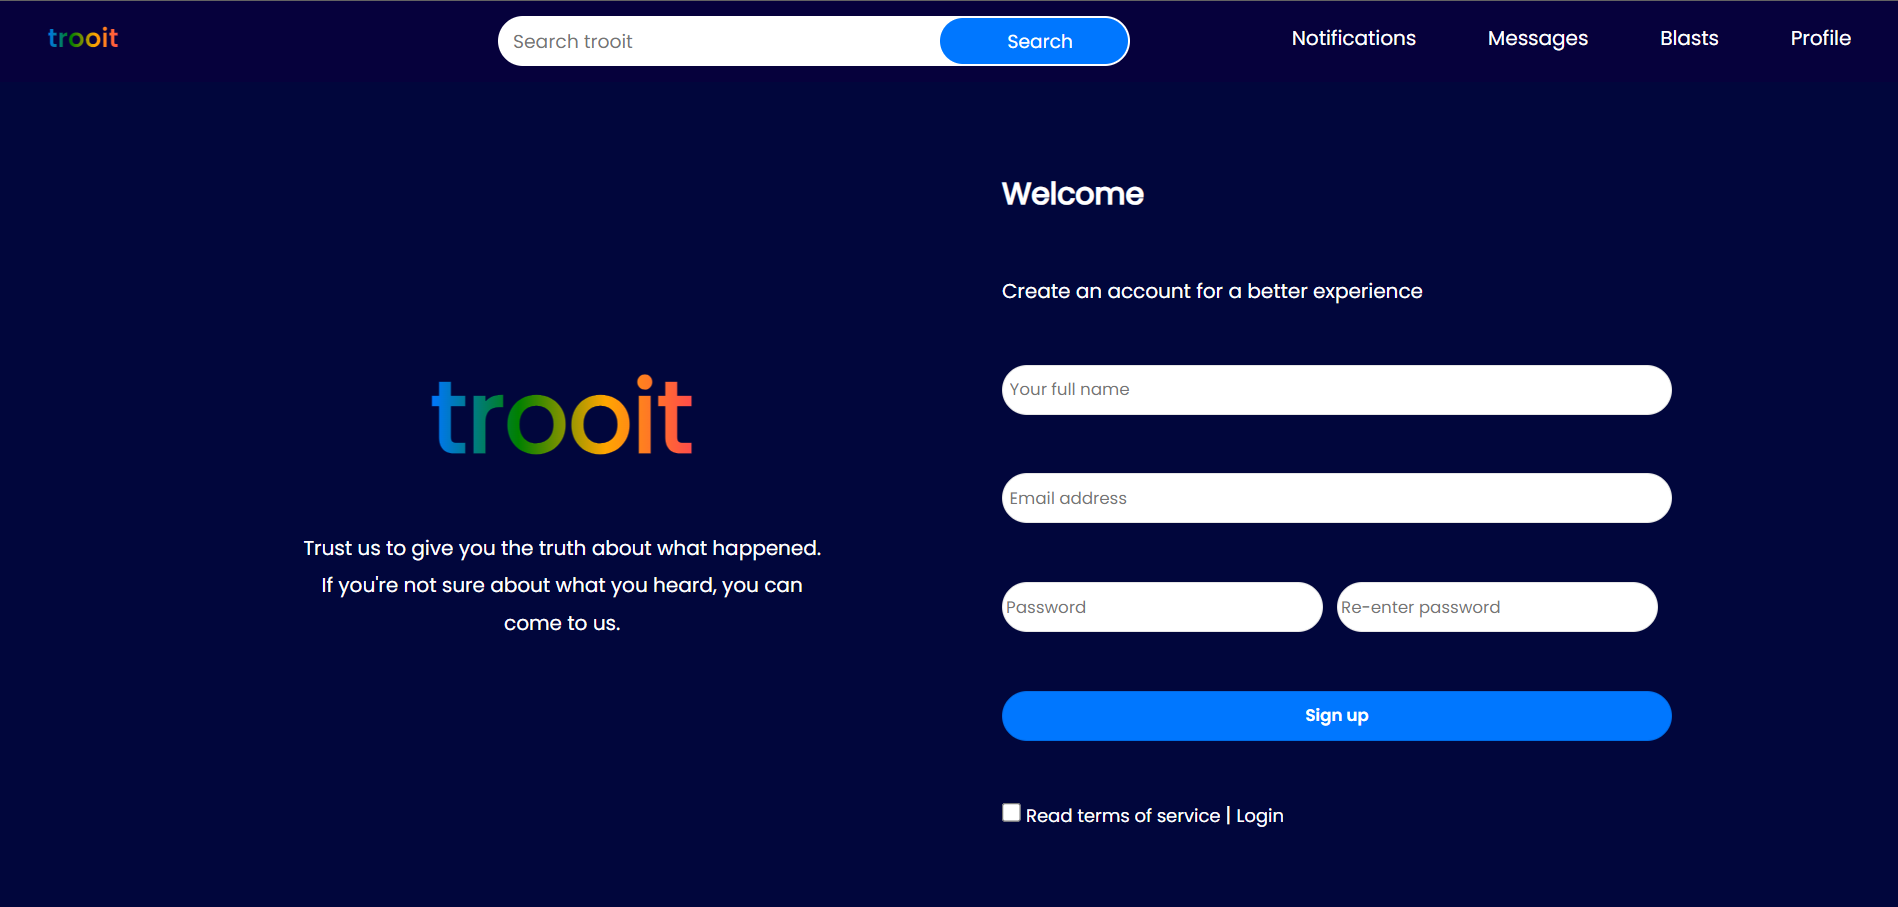 trooit
Search trooit
Search
Notifications
Messages
Blasts
Profile
Welcome
Create an account for a better experience
Your full name
Email address
Password
Re-enter password
Sign up
Read terms of service | Login
trooit
Trust us to give you the truth about what happened.
If you're not sure about what you heard, you can
come to us.